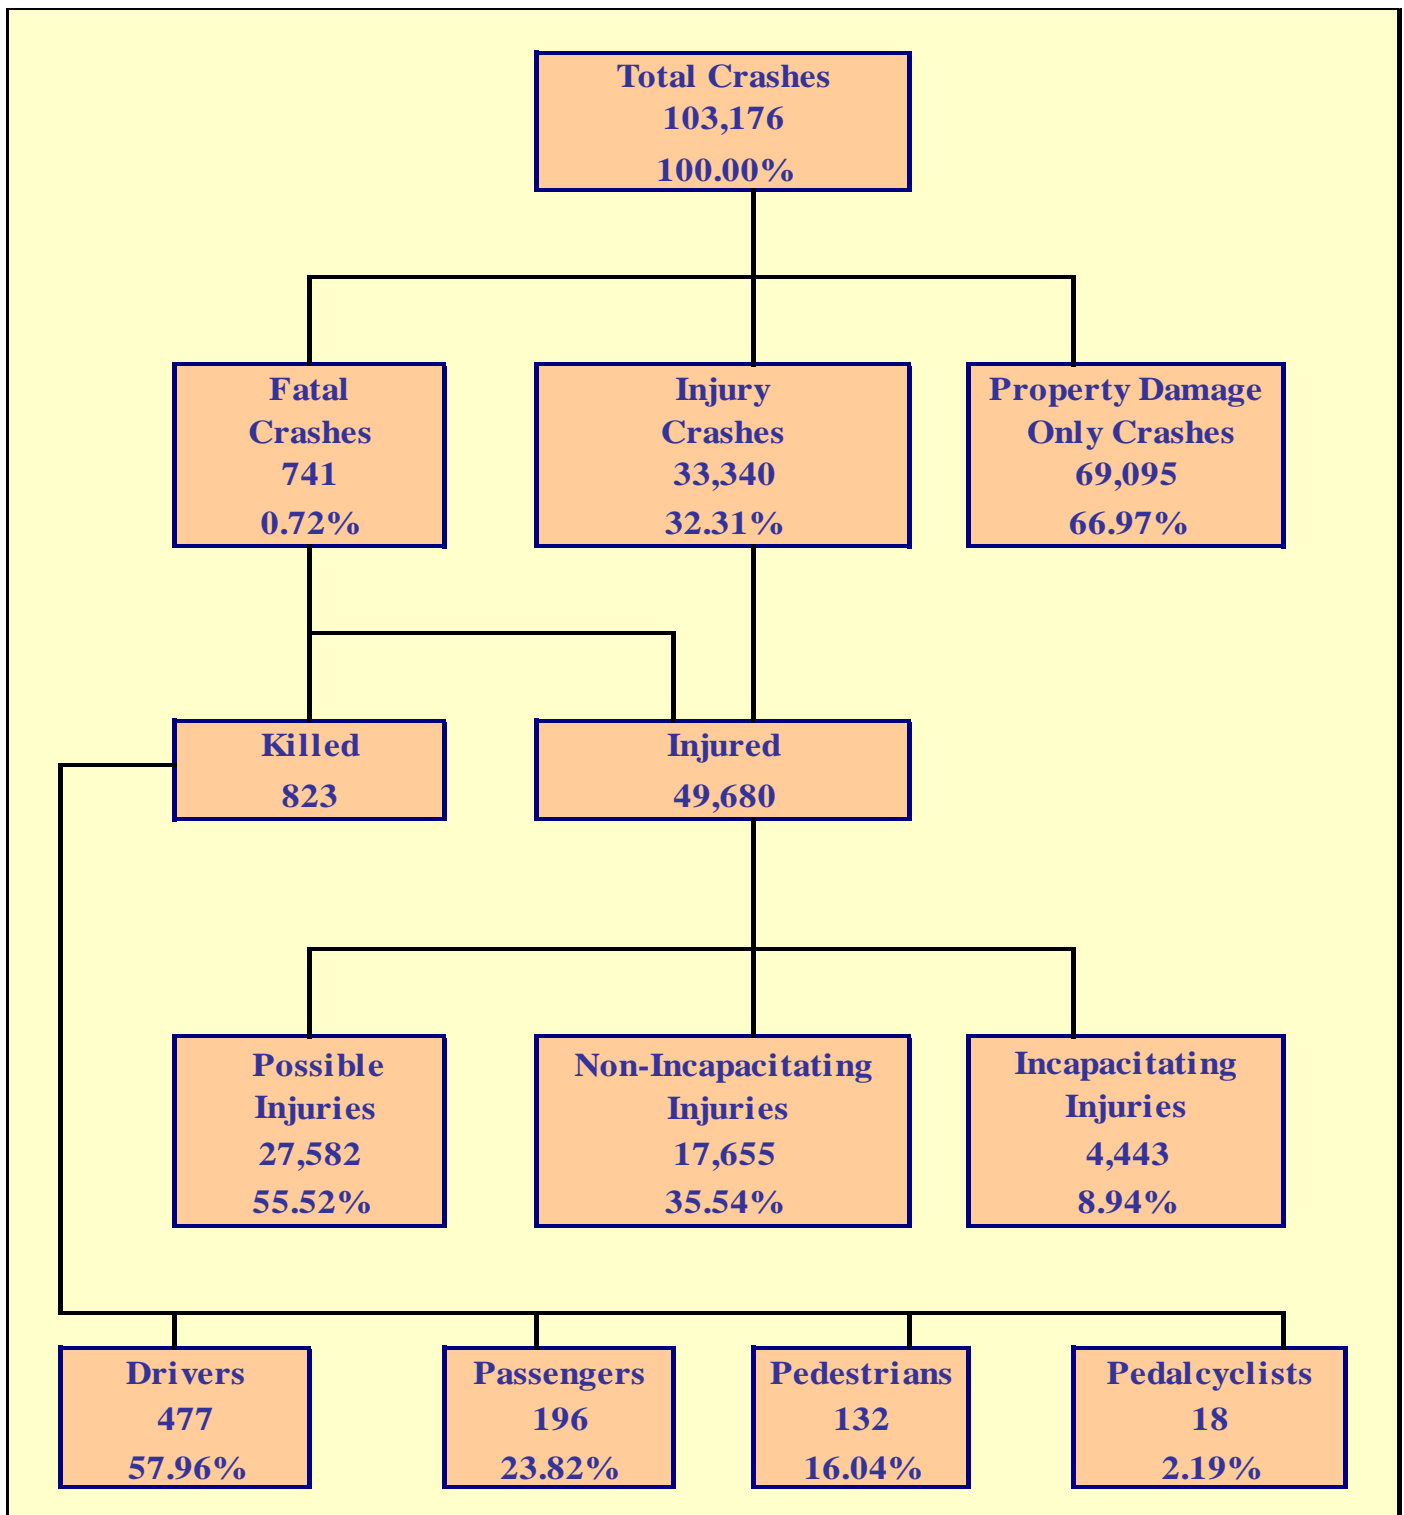 Total Crashes
103,176
100.00%
Fatal
Crashes
741
0.72%
Injury
Crashes
33,340
32.31%
Property Damage
Only Crashes
69,095
66.97%
Killed
823
Injured
49,680
Possible
Injuries
27,582
55.52%
Non-Incapacitating
Injuries
17,655
35.54%
Incapacitating
Injuries
4,443
8.94%
Drivers
477
57.96%
Passengers
196
23.82%
Pedestrians
132
16.04%
Pedalcyclists
18
2.19%